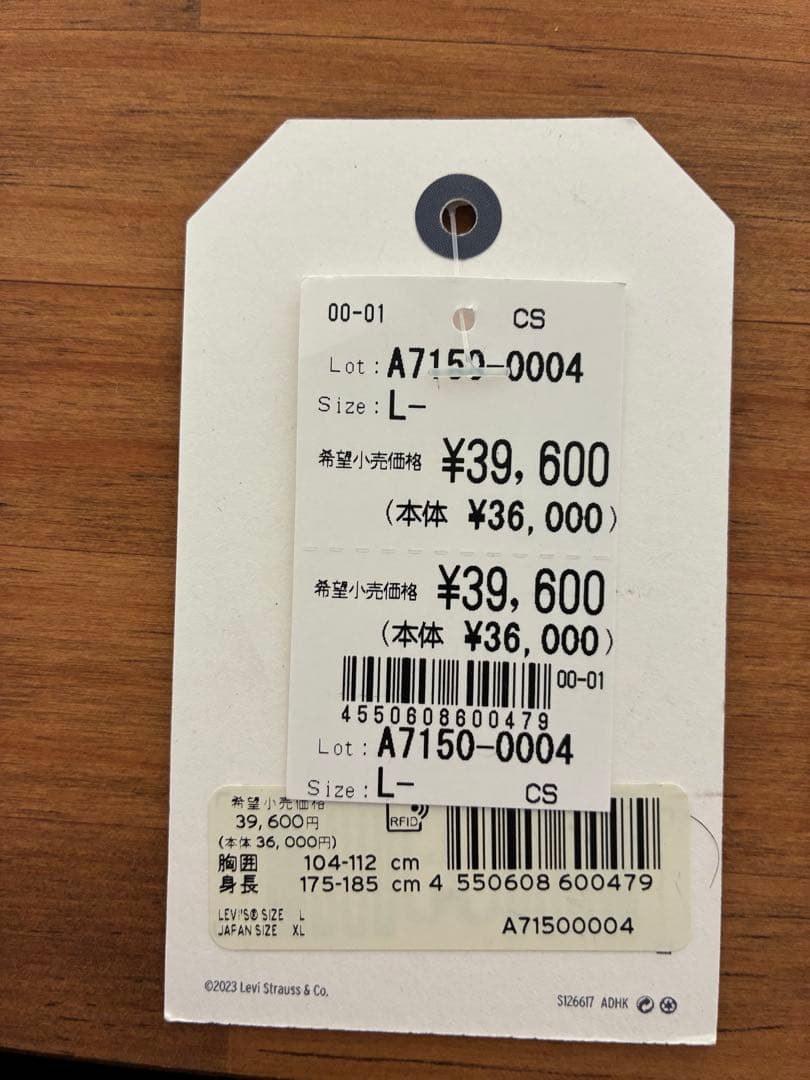 00-01 CS
Lot:A7150-0004
Size:L-
希望小売価格 ¥39,600
(本体 ¥36,000)
希望小売価格 ¥39,600
(本体 ¥36,000)
00-01
4550608600479
Lot:A7150-0004
Size:L- CS
希望小売価格
39,600円
(本体 36,000円)
RFID
胸囲 104-112 cm
身長 175-185 cm
4 550608 600479
LEVI'S® SIZE L
JAPAN SIZE XL
A71500004
©2023 Levi Strauss & Co.
S126617 ADHK